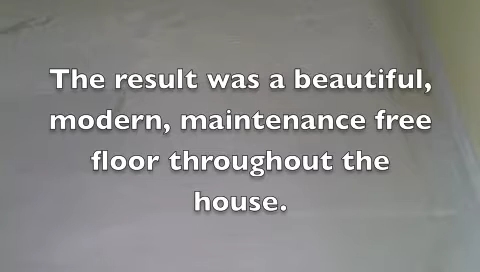 The result was a beautiful,
modern, maintenance free
floor throughout the
house.